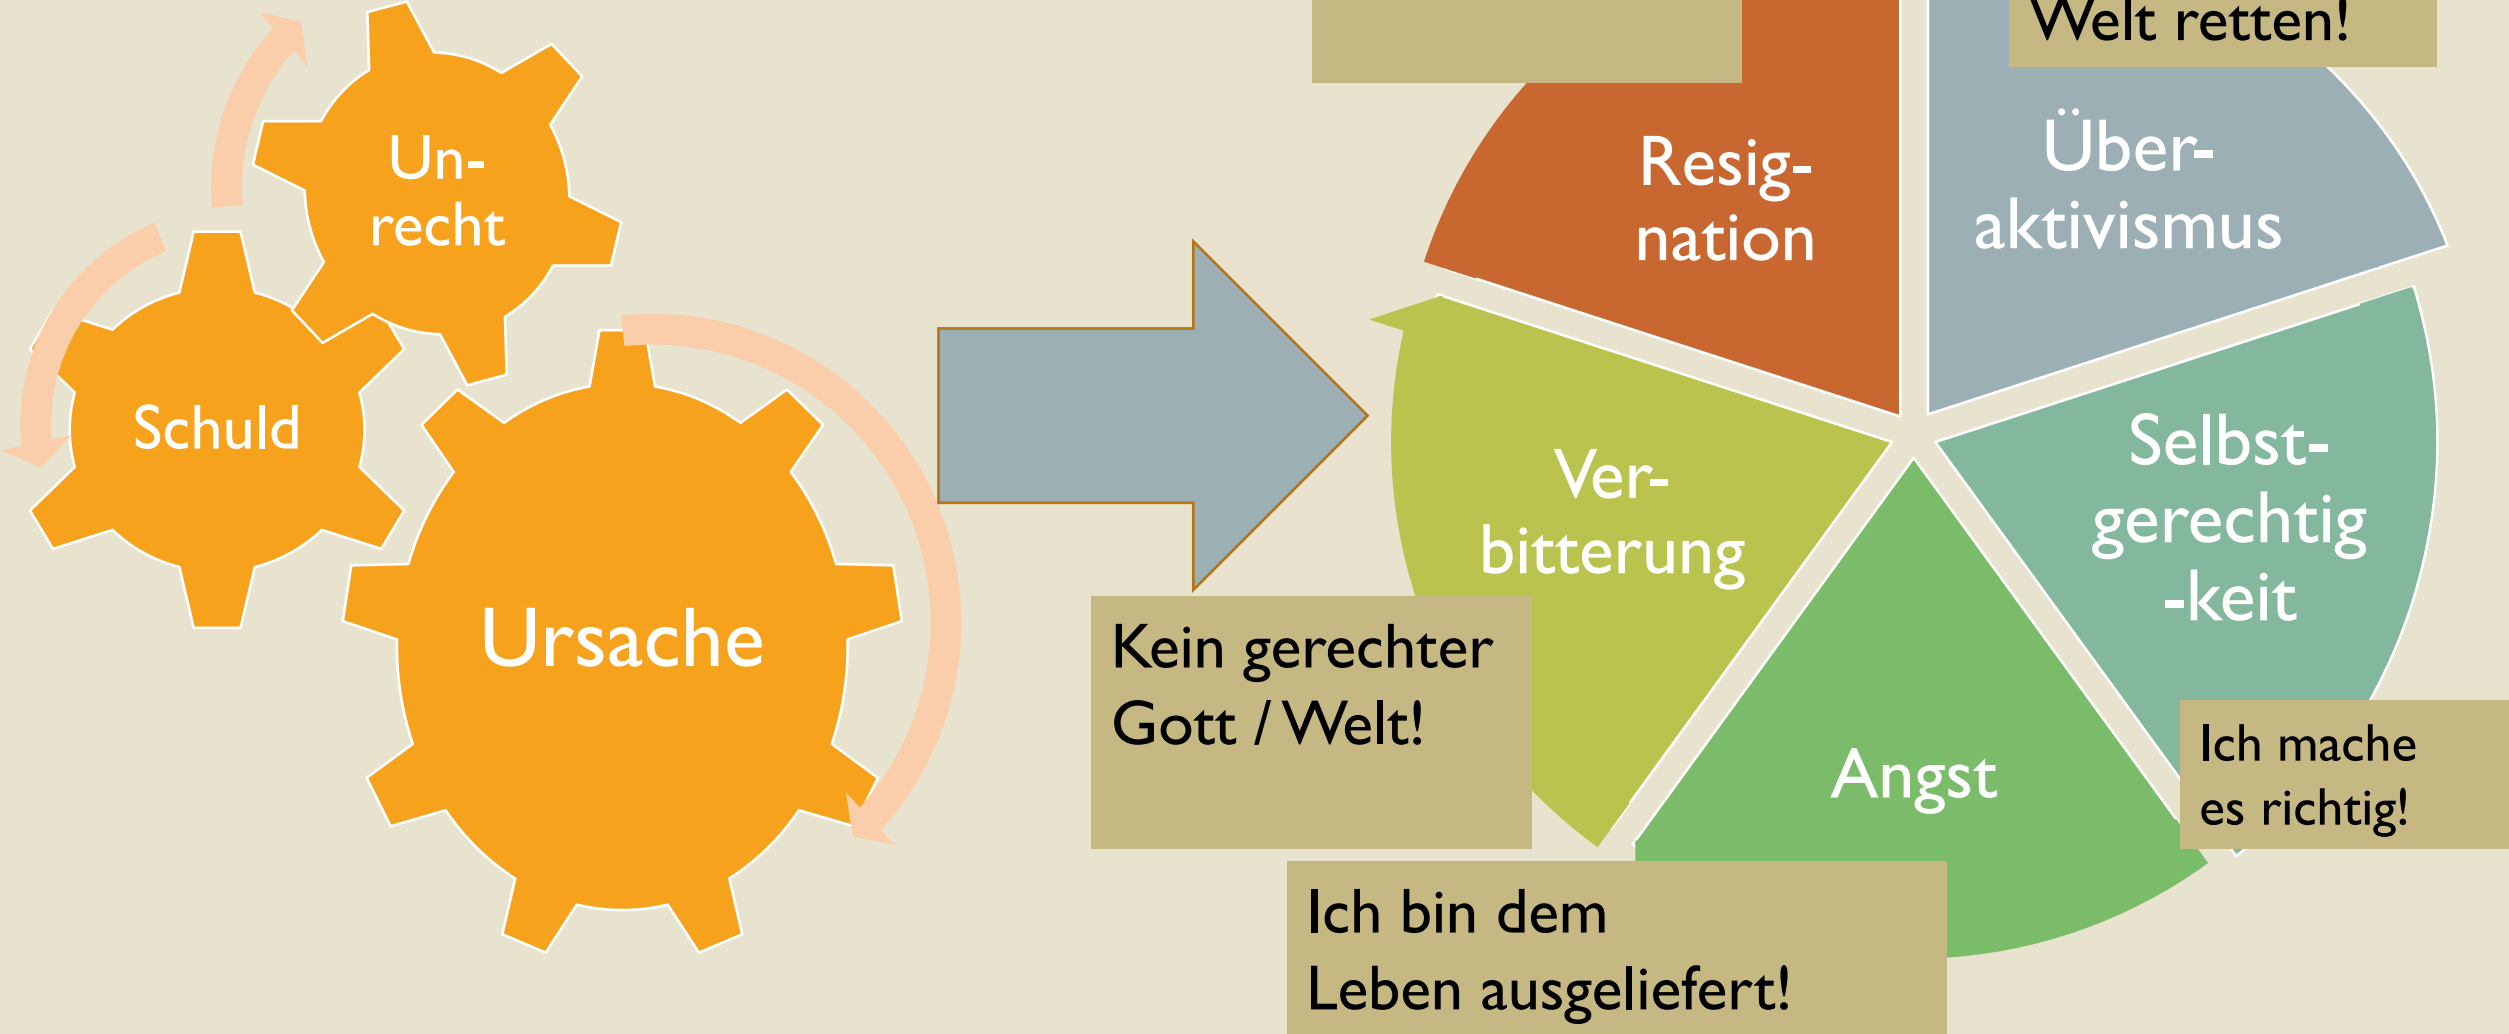 Un-
recht
Schuld
Ursache
Welt retten!
Resig-
nation
Über-
aktivismus
Ver-
bitterung
Selbst-
gerechtig
-keit
Angst
Kein gerechter
Gott / Welt!
Ich mache
es richtig!
Ich bin dem
Leben ausgeliefert!